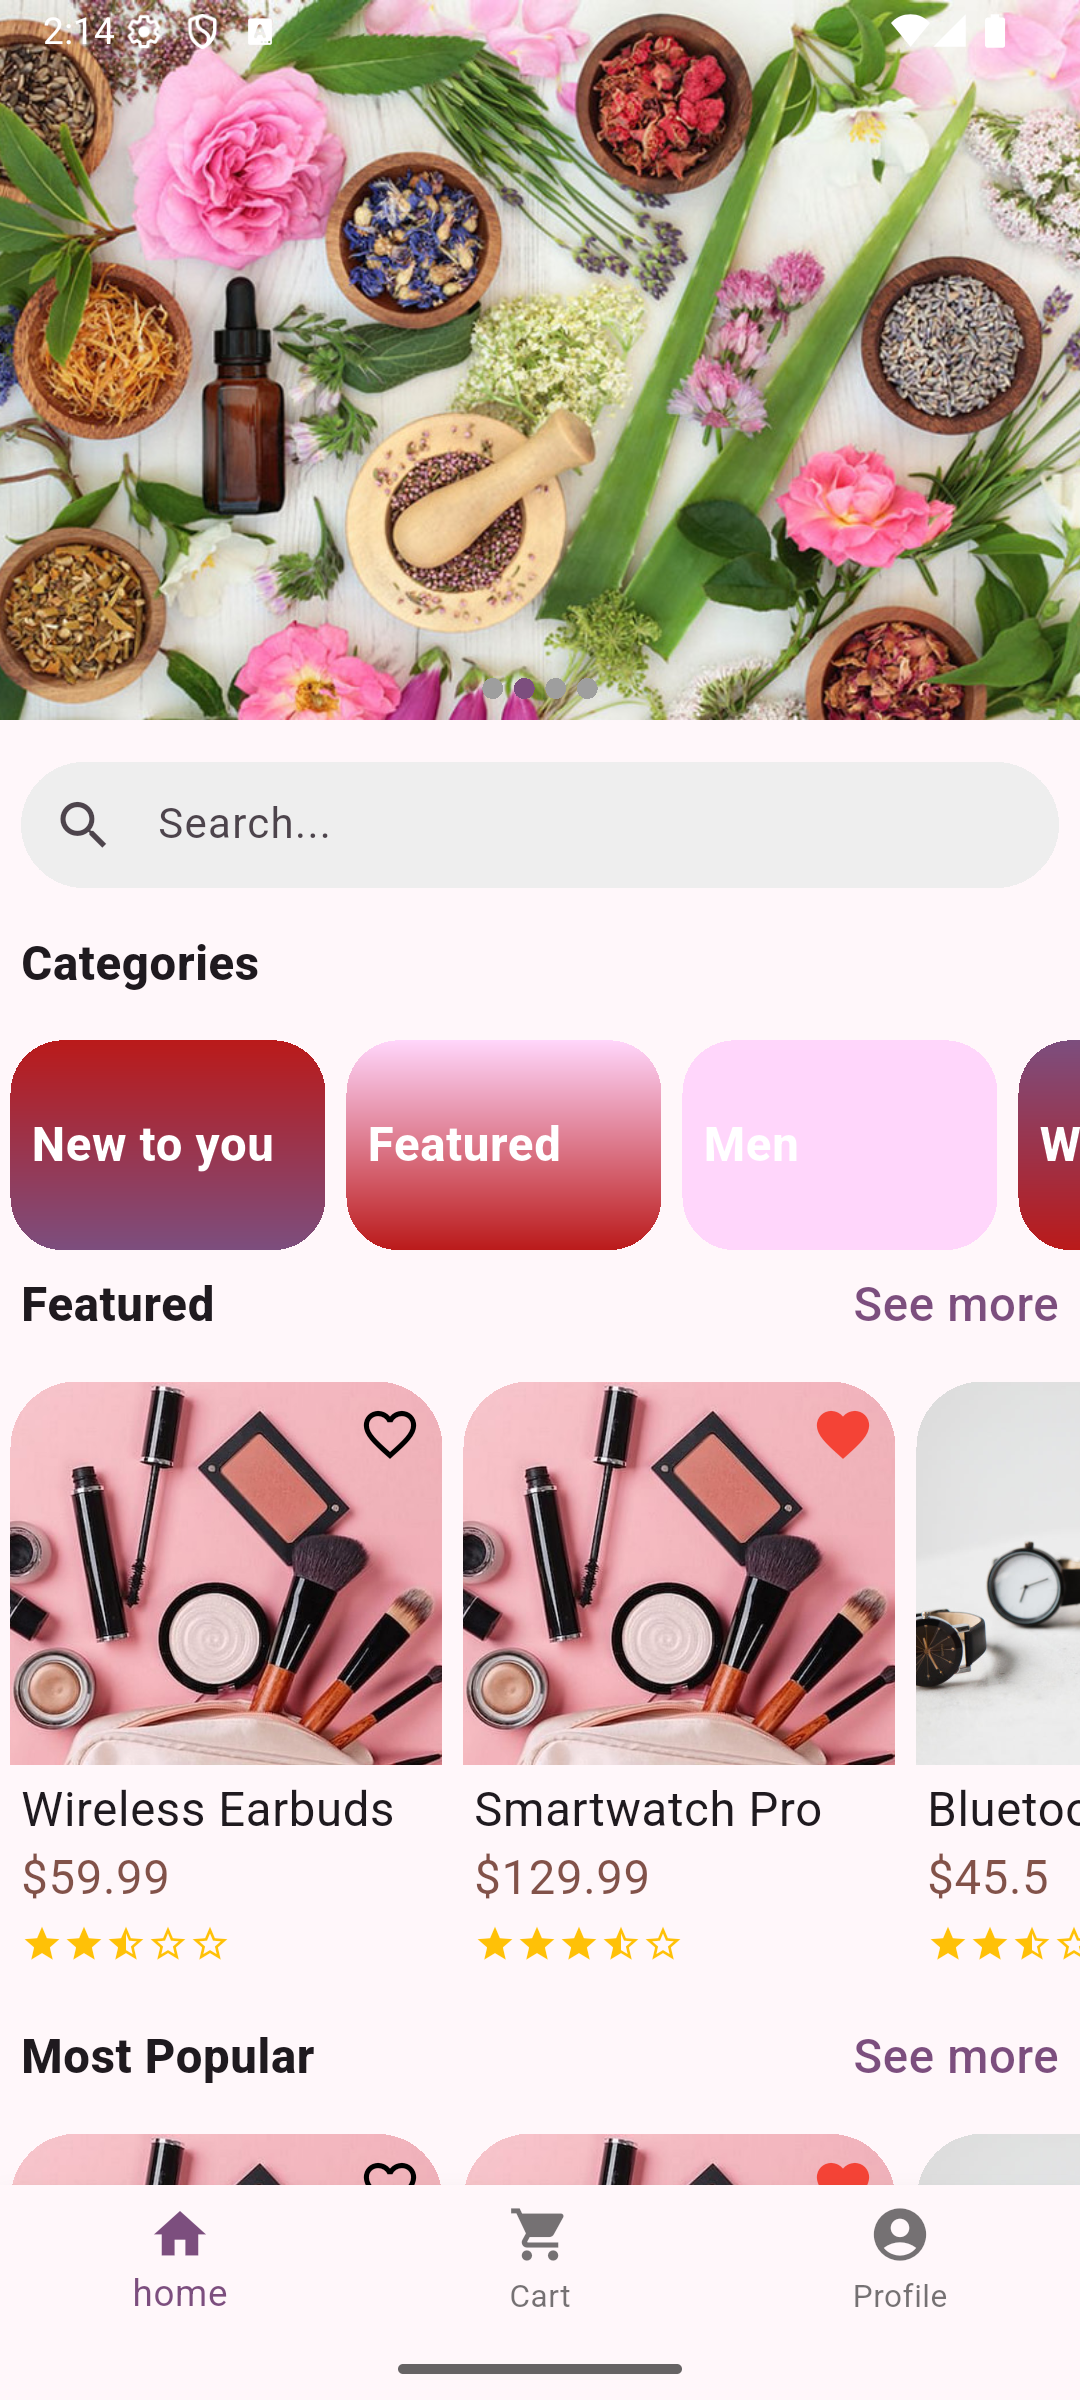 2:14
Search...
Categories
New to you
Featured
Men
W
Featured
See more
Wireless Earbuds
Smartwatch Pro
Bluetoo
$59.99
$129.99
$45.5
Most Popular
See more
home
Cart
Profile